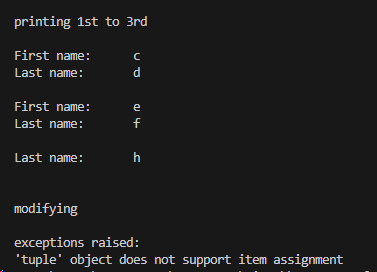 printing 1st to 3rd
First name: c
Last name: d
First name: e
Last name: f
Last name: h
modifying
exceptions raised:
'tuple' object does not support item assignment